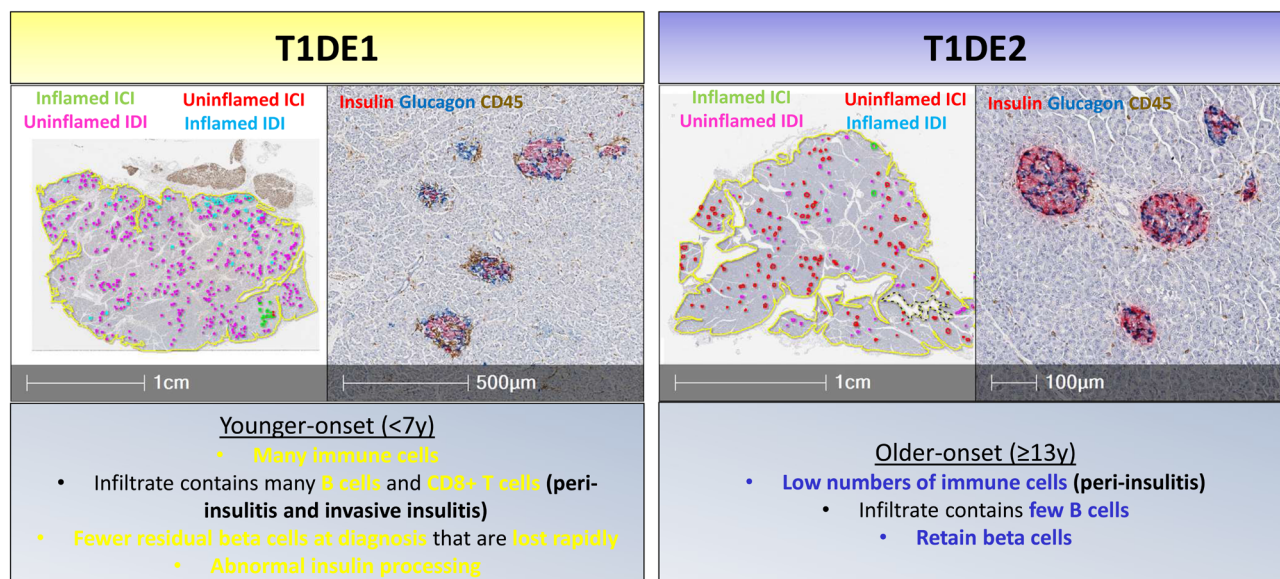 T1DE1
Inflamed ICI Uninflamed ICI
Uninflamed IDI Inflamed IDI
Insulin Glucagon CD45
1cm
500µm
Younger-onset (<7y)
• Many immune cells
• Infiltrate contains many B cells and CD8+ T cells (peri-
insulitis and invasive insulitis)
• Fewer residual beta cells at diagnosis that are lost rapidly
• Abnormal insulin processing
T1DE2
Inflamed ICI Uninflamed ICI
Uninflamed IDI Inflamed IDI
Insulin Glucagon CD45
1cm
100µm
Older-onset (≥13y)
• Low numbers of immune cells (peri-insulitis)
• Infiltrate contains few B cells
• Retain beta cells